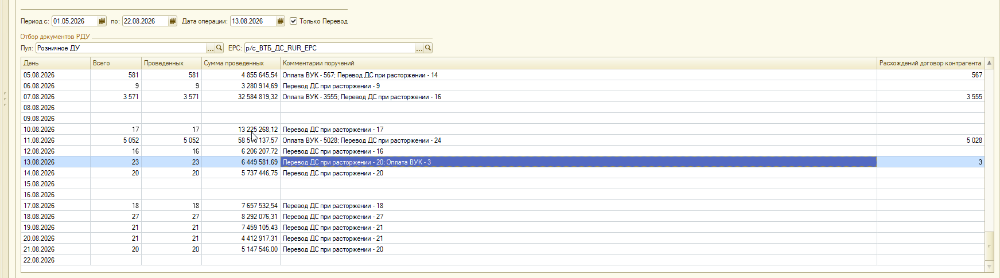 Период с: 01.05.2026 по: 22.08.2026 Дата операции: 13.08.2026 Только Перевод
Отбор документов РДУ
Пул: Розничное ДУ ... ЕРС: р/с_ВТБ_ДС_RUR_ЕРС ...
День Всего Проведенных Сумма проведенных Комментарии поручений Расхождений договор контрагента
05.08.2026 581 581 4 855 645,54 Оплата ВУК - 567; Перевод ДС при расторжении - 14 567
06.08.2026 9 9 3 280 914,69 Перевод ДС при расторжении - 9
07.08.2026 3 571 3 571 32 584 819,32 Оплата ВУК - 3555; Перевод ДС при расторжении - 16 3 555
08.08.2026
09.08.2026
10.08.2026 17 17 13 225 268,12 Перевод ДС при расторжении - 17
11.08.2026 5 052 5 052 58 137,57 Оплата ВУК - 5028; Перевод ДС при расторжении - 24 5 028
12.08.2026 16 16 6 206 207,72 Перевод ДС при расторжении - 16
13.08.2026 23 23 6 449 581,69 Перевод ДС при расторжении - 20; Оплата ВУК - 3 3
14.08.2026 20 20 5 737 446,75 Перевод ДС при расторжении - 20
15.08.2026
16.08.2026
17.08.2026 18 18 7 657 532,54 Перевод ДС при расторжении - 18
18.08.2026 27 27 8 292 076,31 Перевод ДС при расторжении - 27
19.08.2026 21 21 7 459 105,43 Перевод ДС при расторжении - 21
20.08.2026 21 21 4 412 917,31 Перевод ДС при расторжении - 21
21.08.2026 20 20 5 147 546,00 Перевод ДС при расторжении - 20
22.08.2026